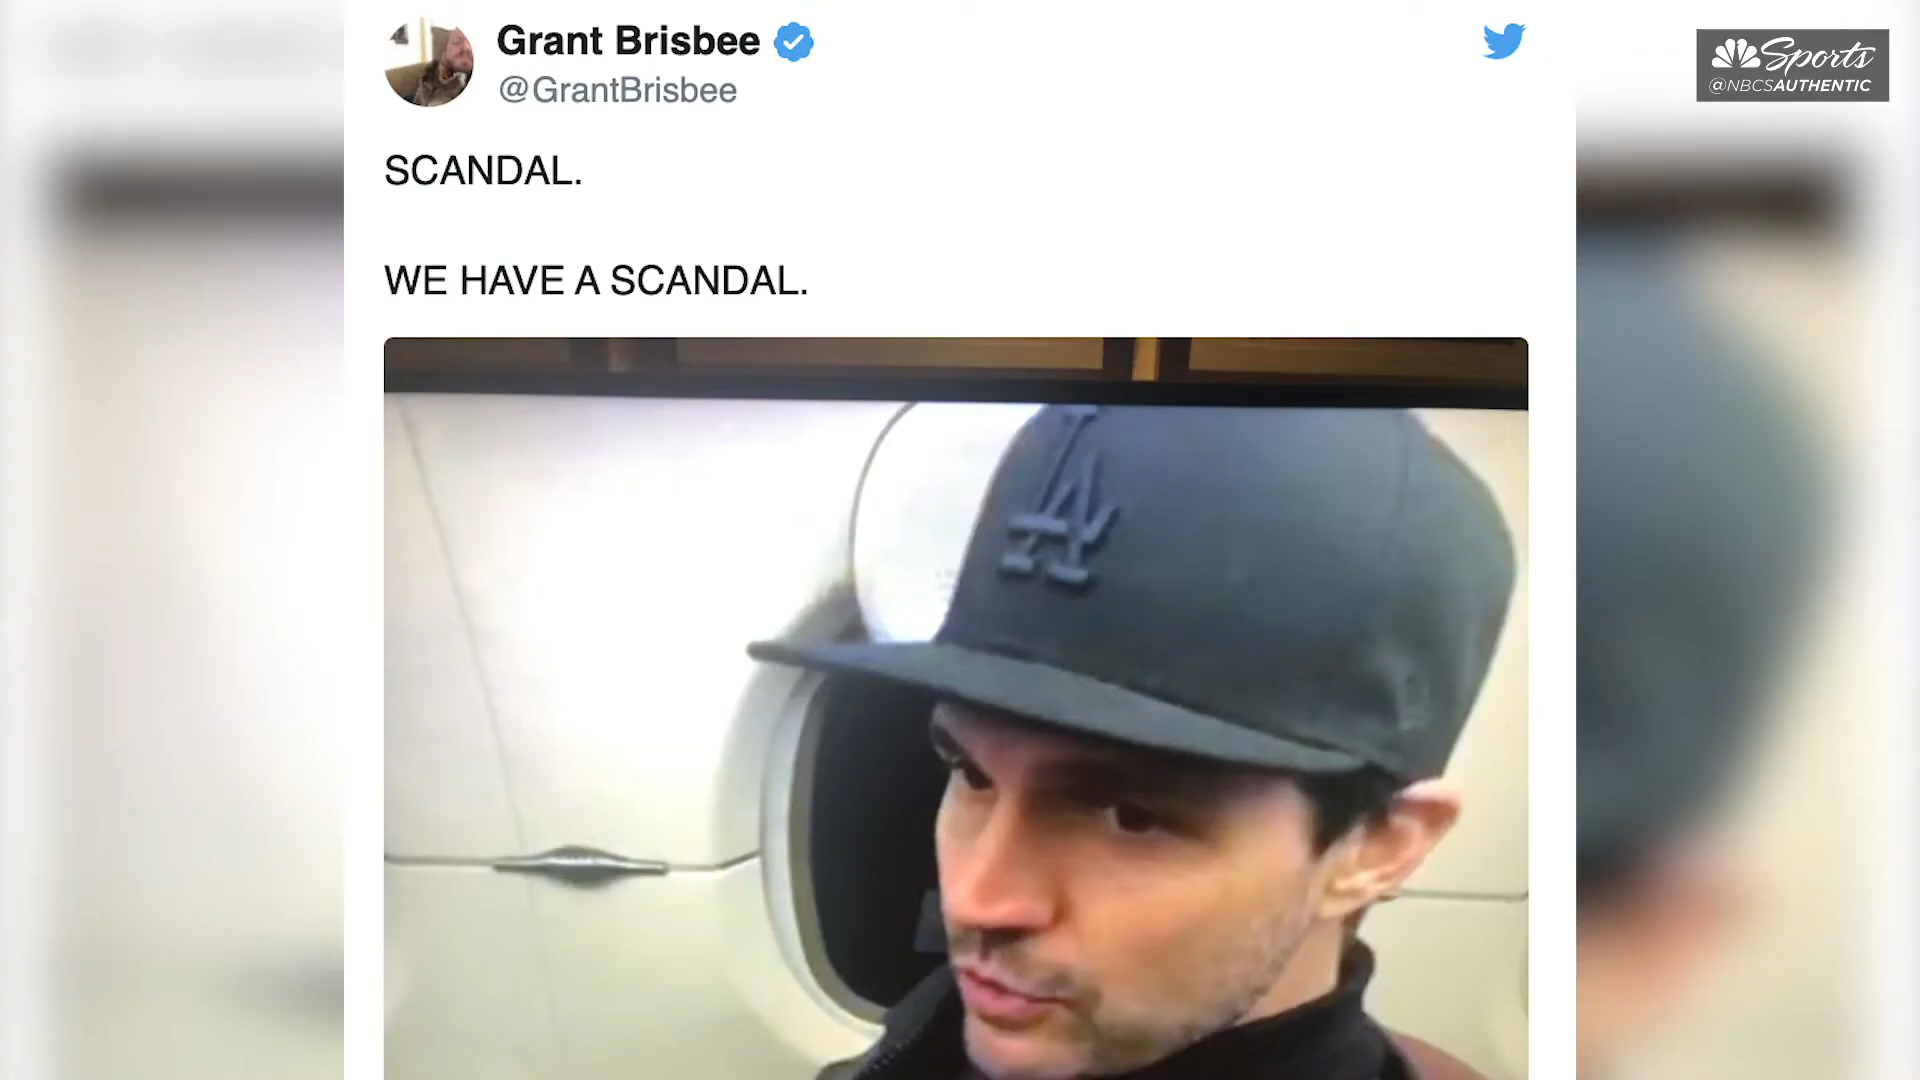 Grant Brisbee
@GrantBrisbee
Sports
@NBCSAUTHENTIC
SCANDAL.
WE HAVE A SCANDAL.
LA